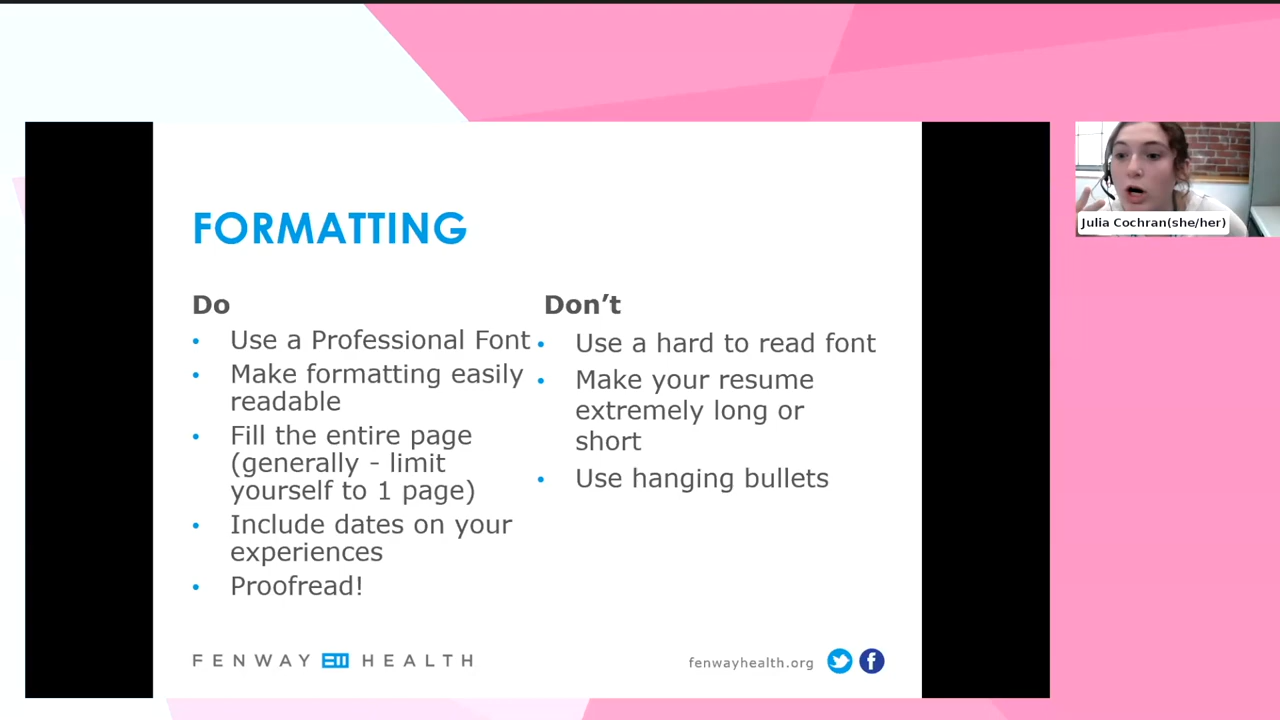 FORMATTING
Do
• Use a Professional Font
• Make formatting easily
readable
• Fill the entire page
(generally - limit
yourself to 1 page)
• Include dates on your
experiences
• Proofread!
Don’t
• Use a hard to read font
• Make your resume
extremely long or
short
• Use hanging bullets
FENWAY HEALTH
fenwayhealth.org
Julia Cochran(she/her)